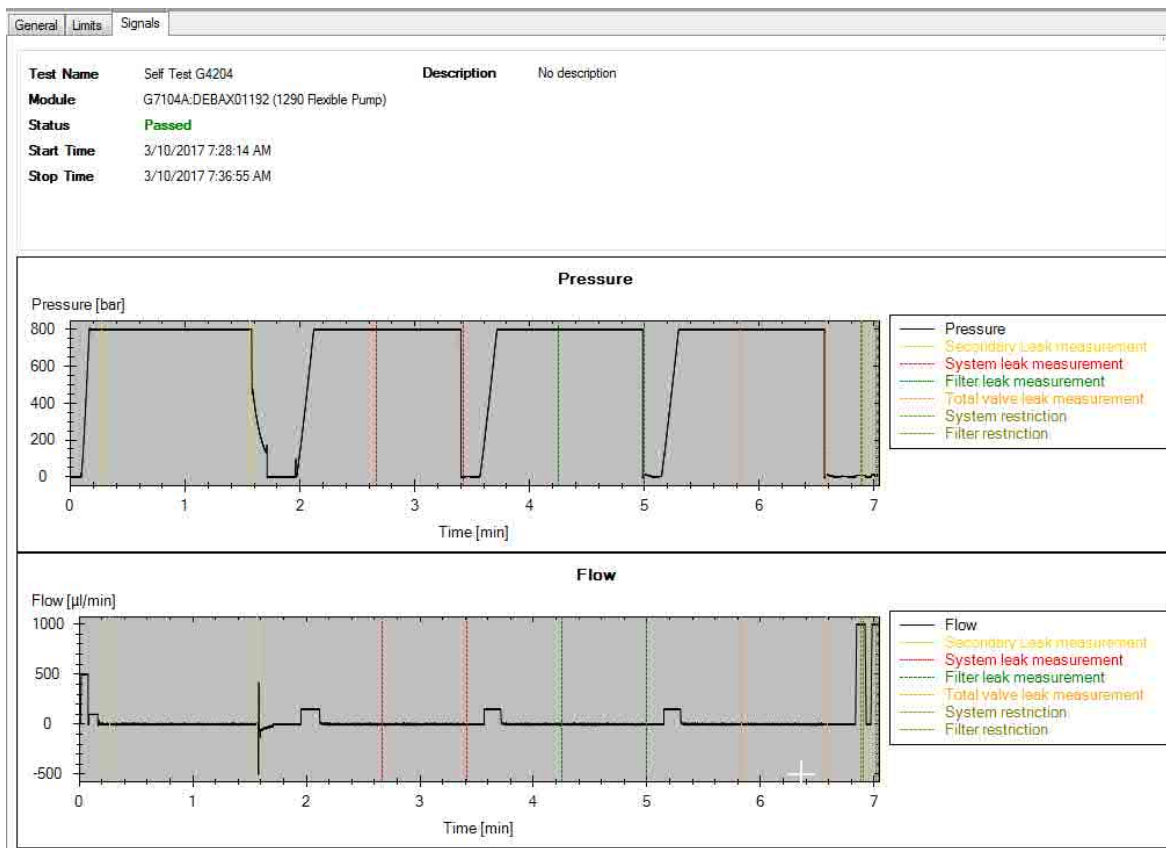 General Limits Signals
Test Name Self Test G4204 Description No description
Module G7104A:DEBAX01192 (1290 Flexible Pump)
Status Passed
Start Time 3/10/2017 7:28:14 AM
Stop Time 3/10/2017 7:36:55 AM
Pressure
Pressure [bar]
800
600
400
200
0
0 1 2 3 4 5 6 7
Time [min]
Pressure
Secondary Leak measurement
System leak measurement
Filter leak measurement
Total valve leak measurement
System restriction
Filter restriction
Flow
Flow [µl/min]
1000
500
0
-500
0 1 2 3 4 5 6 7
Time [min]
Flow
Secondary Leak measurement
System leak measurement
Filter leak measurement
Total valve leak measurement
System restriction
Filter restriction